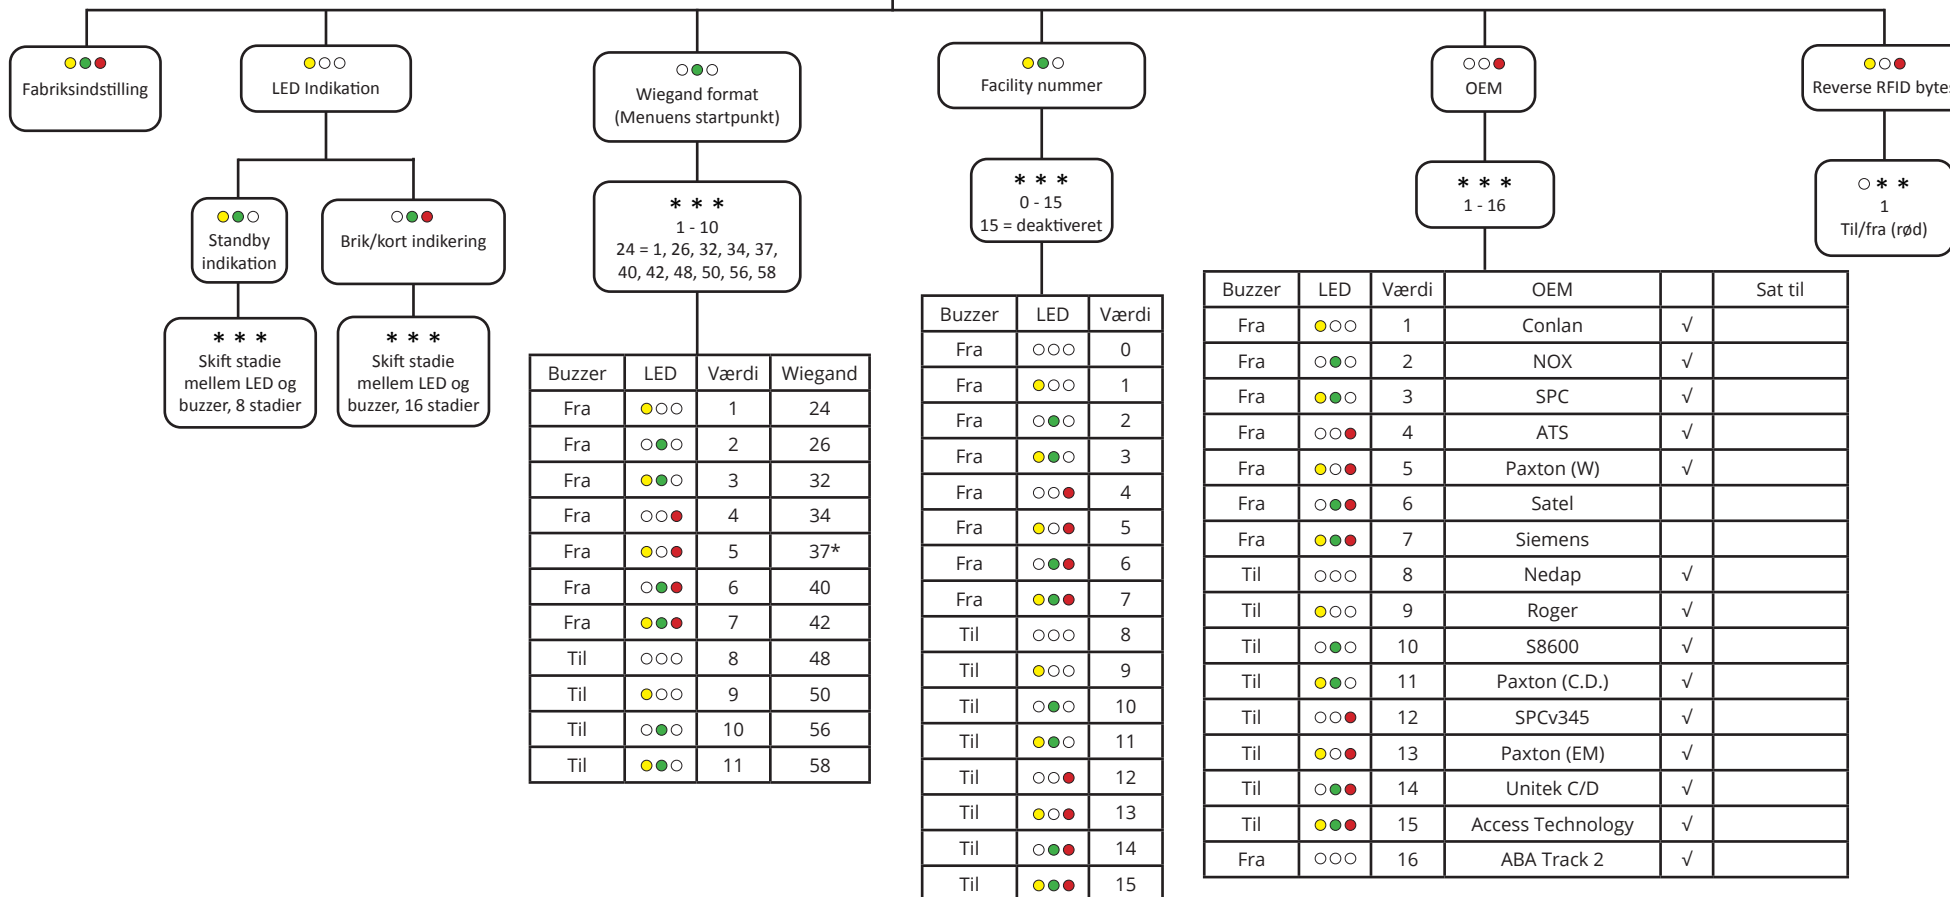 Fabriksindstilling
LED Indikation
Wiegand format
(Menuens startpunkt)
Facility nummer
OEM
Reverse RFID bytes
Standby
indikation
Brik/kort indikering
* * *
Skift stadie
mellem LED og
buzzer, 8 stadier
* * *
Skift stadie
mellem LED og
buzzer, 16 stadier
* * *
1 - 10
24 = 1, 26, 32, 34, 37,
40, 42, 48, 50, 56, 58
* * *
0 - 15
15 = deaktiveret
* * *
1 - 16
* *
1
Til/fra (rød)
Buzzer LED Værdi Wiegand
Fra 1 24
Fra 2 26
Fra 3 32
Fra 4 34
Fra 5 37*
Fra 6 40
Fra 7 42
Til 8 48
Til 9 50
Til 10 56
Til 11 58
Buzzer LED Værdi
Fra 0
Fra 1
Fra 2
Fra 3
Fra 4
Fra 5
Fra 6
Fra 7
Til 8
Til 9
Til 10
Til 11
Til 12
Til 13
Til 14
Til 15
Buzzer LED Værdi OEM Sat til
Fra 1 Conlan √
Fra 2 NOX √
Fra 3 SPC √
Fra 4 ATS √
Fra 5 Paxton (W) √
Fra 6 Satel
Fra 7 Siemens
Til 8 Nedap √
Til 9 Roger √
Til 10 S8600 √
Til 11 Paxton (C.D.) √
Til 12 SPCv345 √
Til 13 Paxton (EM) √
Til 14 Unitek C/D √
Til 15 Access Technology √
Fra 16 ABA Track 2 √